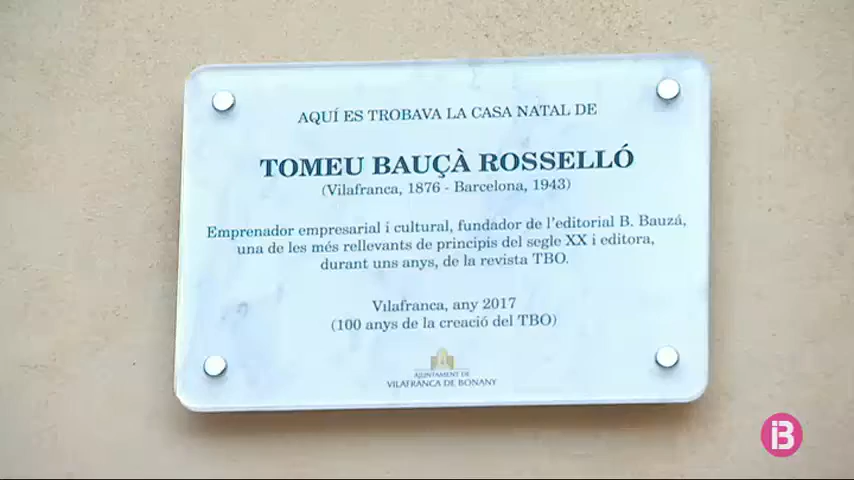 AQUÍ ES TROBAVA LA CASA NATAL DE
TOMEU BAUÇÀ ROSSELLÓ
(Vilafranca, 1876 - Barcelona, 1943)
Emprenador empresarial i cultural, fundador de l'editorial B. Bauzá,
una de les més rellevants de principis del segle XX i editora,
durant uns anys, de la revista TBO.
Vilafranca, any 2017
(100 anys de la creació del TBO)
AJUNTAMENT DE
VILAFRANCA DE BONANY
IB